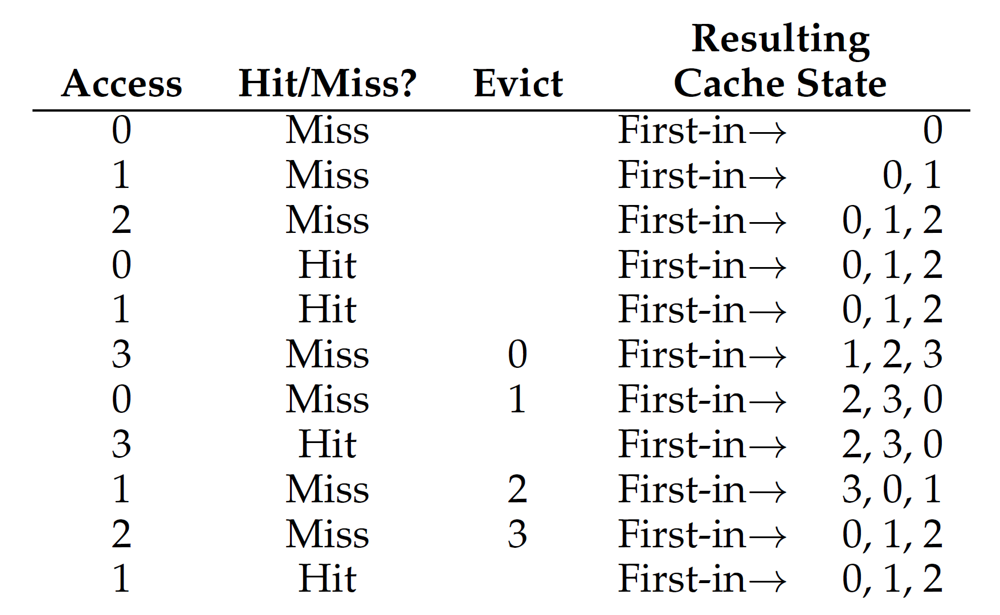 Resulting
Access Hit/Miss? Evict Cache State
0 Miss First-in→ 0
1 Miss First-in→ 0, 1
2 Miss First-in→ 0, 1, 2
0 Hit First-in→ 0, 1, 2
1 Hit First-in→ 0, 1, 2
3 Miss 0 First-in→ 1, 2, 3
0 Miss 1 First-in→ 2, 3, 0
3 Hit First-in→ 2, 3, 0
1 Miss 2 First-in→ 3, 0, 1
2 Miss 3 First-in→ 0, 1, 2
1 Hit First-in→ 0, 1, 2